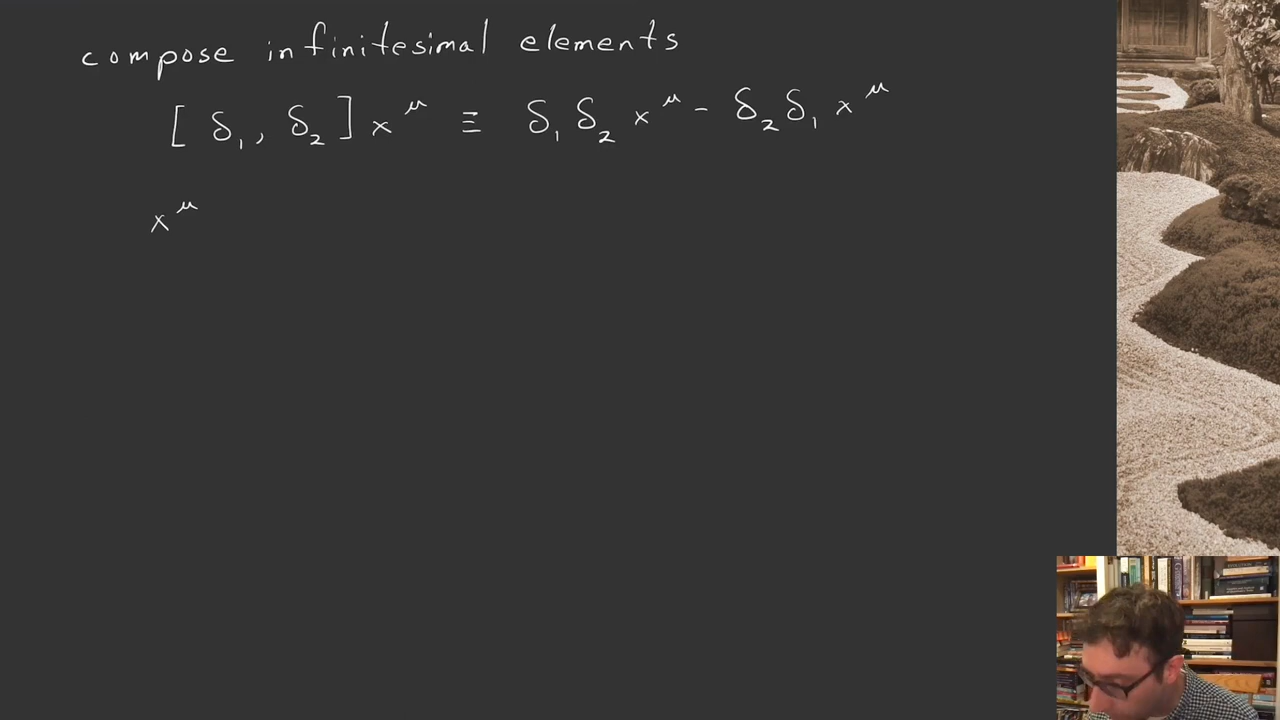 compose infinitesimal elements
[ δ₁, δ₂ ] x^μ ≡ δ₁ δ₂ x^μ - δ₂ δ₁ x^μ
x^μ